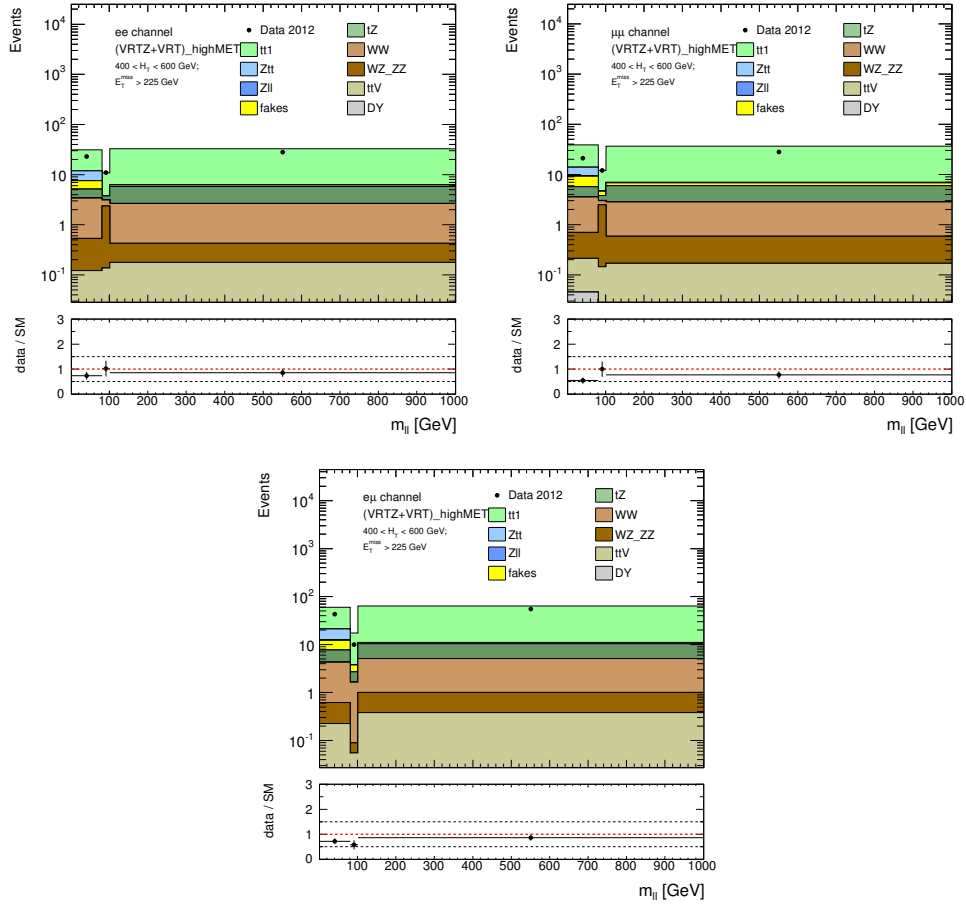 Events
10⁴
10³
10²
10
1
10⁻¹
ee channel
(VRTZ+VRT)_highMET
400 < H_T < 600 GeV;
E_T^miss > 225 GeV
Data 2012
tt1
Ztt
Zll
fakes
tZ
WW
WZ_ZZ
ttV
DY
data / SM
3
2
1
0
100 200 300 400 500 600 700 800 900 1000
m_ll [GeV]
Events
10⁴
10³
10²
10
1
10⁻¹
μμ channel
(VRTZ+VRT)_highMET
400 < H_T < 600 GeV;
E_T^miss > 225 GeV
Data 2012
tt1
Ztt
Zll
fakes
tZ
WW
WZ_ZZ
ttV
DY
data / SM
3
2
1
0
100 200 300 400 500 600 700 800 900 1000
m_ll [GeV]
Events
10⁴
10³
10²
10
1
10⁻¹
eμ channel
(VRTZ+VRT)_highMET
400 < H_T < 600 GeV;
E_T^miss > 225 GeV
Data 2012
tt1
Ztt
Zll
fakes
tZ
WW
WZ_ZZ
ttV
DY
data / SM
3
2
1
0
100 200 300 400 500 600 700 800 900 1000
m_ll [GeV]